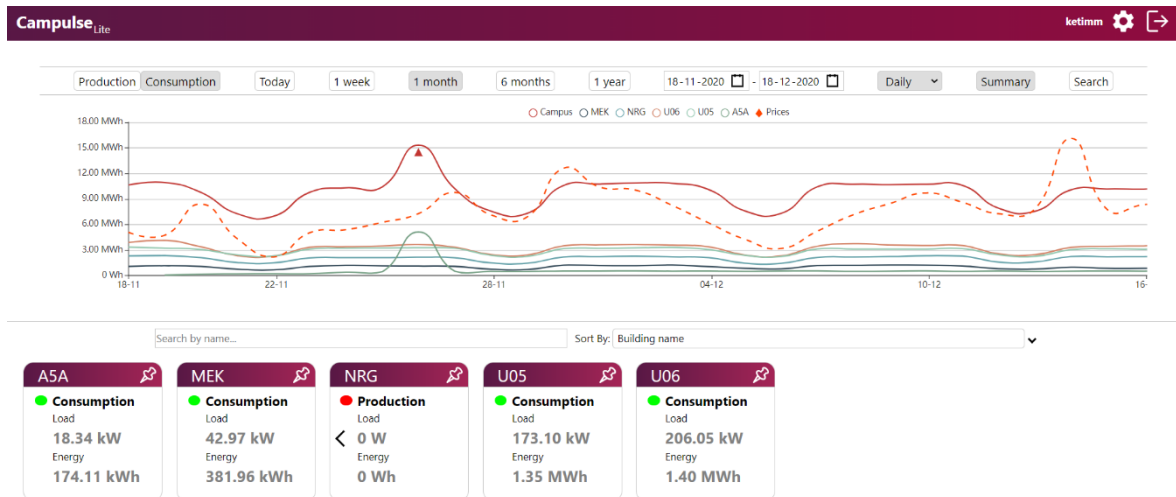 Campulse Lite
ketimm
Production Consumption Today 1 week 1 month 6 months 1 year 18-11-2020 - 18-12-2020 Daily Summary Search
Campus MEK NRG U06 U05 A5A Prices
18.00 MWh
15.00 MWh
12.00 MWh
9.00 MWh
6.00 MWh
3.00 MWh
0 Wh
18-11 22-11 28-11 04-12 10-12 16-
Search by name... Sort By: Building name
A5A
Consumption
Load
18.34 kW
Energy
174.11 kWh
MEK
Consumption
Load
42.97 kW
Energy
381.96 kWh
NRG
Production
Load
0 W
Energy
0 Wh
U05
Consumption
Load
173.10 kW
Energy
1.35 MWh
U06
Consumption
Load
206.05 kW
Energy
1.40 MWh